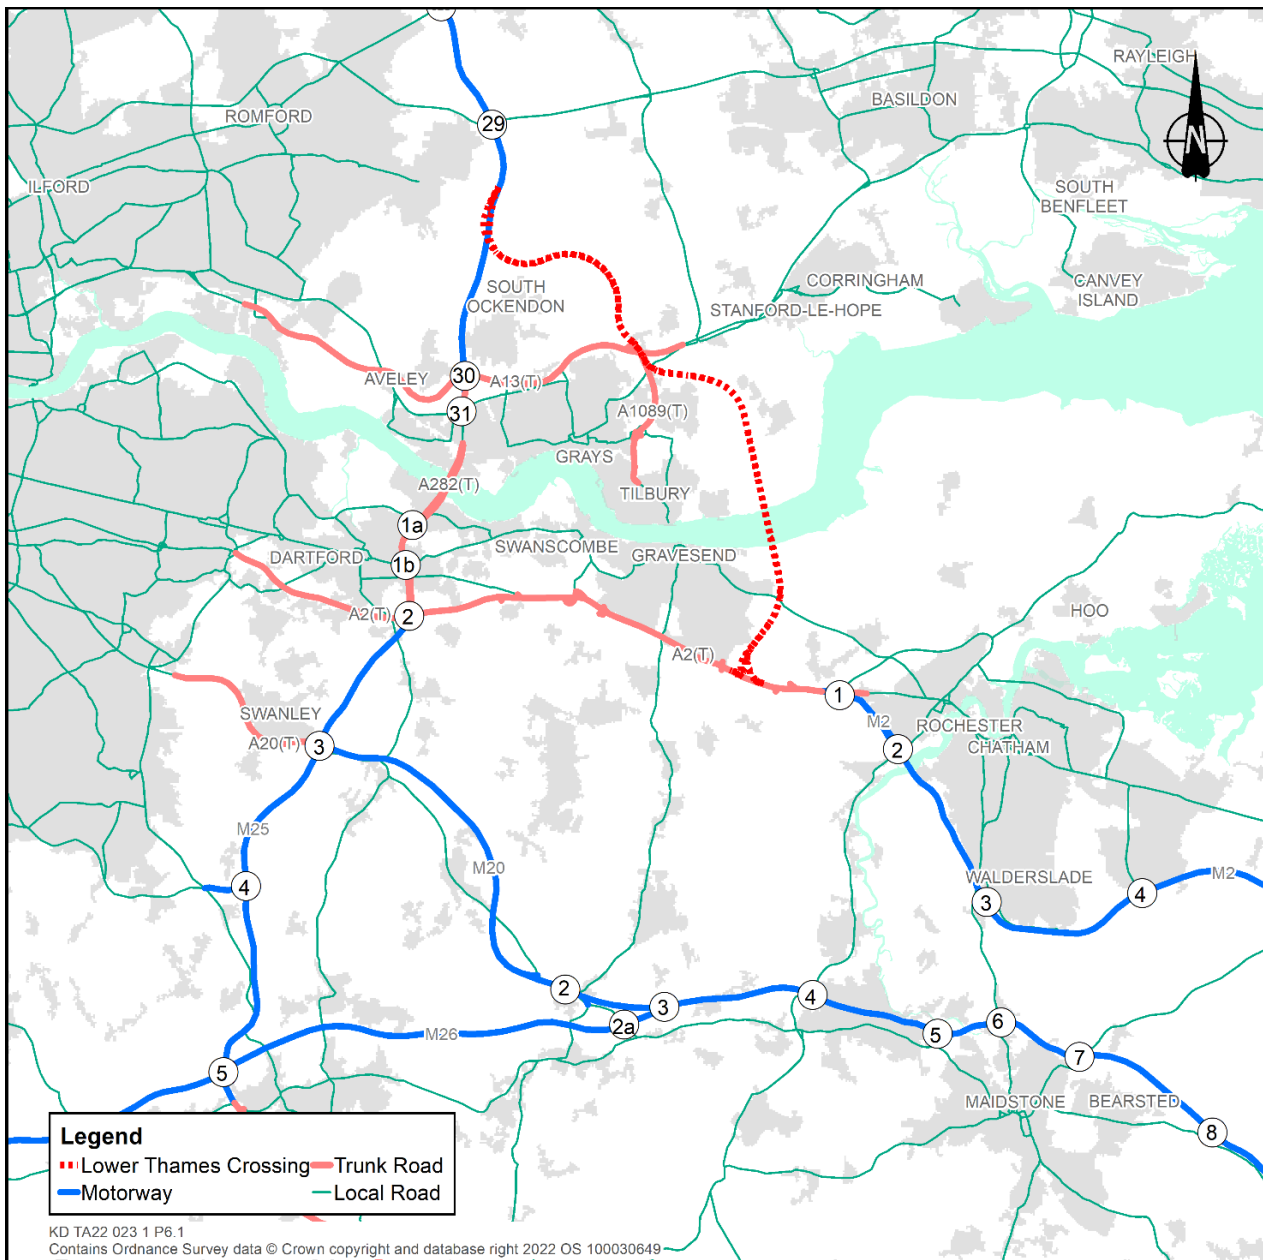 RAYLEIGH
BASILDON
ROMFORD
29
N
ILFORD
SOUTH
BENFLEET
CORRINGHAM
CANVEY
ISLAND
SOUTH
OCKENDON
STANFORD-LE-HOPE
AVELEY
30
A13(T)
31
A1089(T)
GRAYS
A282(T)
TILBURY
1a
SWANSCOMBE
GRAVESEND
DARTFORD
1b
A2(T)
2
HOO
A2(T)
1
SWANLEY
M2
ROCHESTER
A20(T)
3
2
CHATHAM
M25
M20
WALDERSLADE
M2
4
3
4
2
3
4
2a
M26
5
6
5
7
MAIDSTONE
BEARSTED
8
Legend
Lower Thames Crossing
Trunk Road
Motorway
Local Road
KD TA22 023 1 P6.1
Contains Ordnance Survey data © Crown copyright and database right 2022 OS 100030649